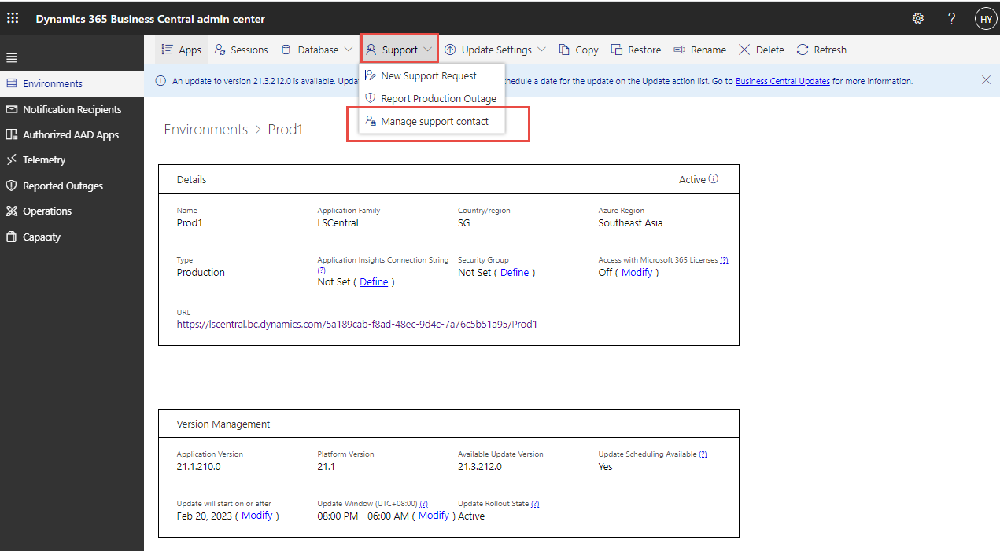 Dynamics 365 Business Central admin center
?
HY
Apps
Sessions
Database
Support
Update Settings
Copy
Restore
Rename
Delete
Refresh
Environments
Notification Recipients
Authorized AAD Apps
Telemetry
Reported Outages
Operations
Capacity
An update to version 21.3.212.0 is available. chedule a date for the update on the Update action list. Go to Business Central Updates for more information.
New Support Request
Report Production Outage
Manage support contact
Environments > Prod1
Details Active
Name Application Family Country/region Azure Region
Prod1 LSCentral SG Southeast Asia
Type Application Insights Connection String (?) Security Group Access with Microsoft 365 Licenses (?)
Production Not Set ( Define ) Not Set ( Define ) Off ( Modify )
URL
https://lscentral.bc.dynamics.com/5a189cab-f8ad-48ec-9d4c-7a76c5b51a95/Prod1
Version Management
Application Version Platform Version Available Update Version Update Scheduling Available (?)
21.1.210.0 21.1 21.3.212.0 Yes
Update will start on or after Update Window (UTC+08:00) (?) Update Rollout State (?)
Feb 20, 2023 ( Modify ) 08:00 PM - 06:00 AM ( Modify ) Active